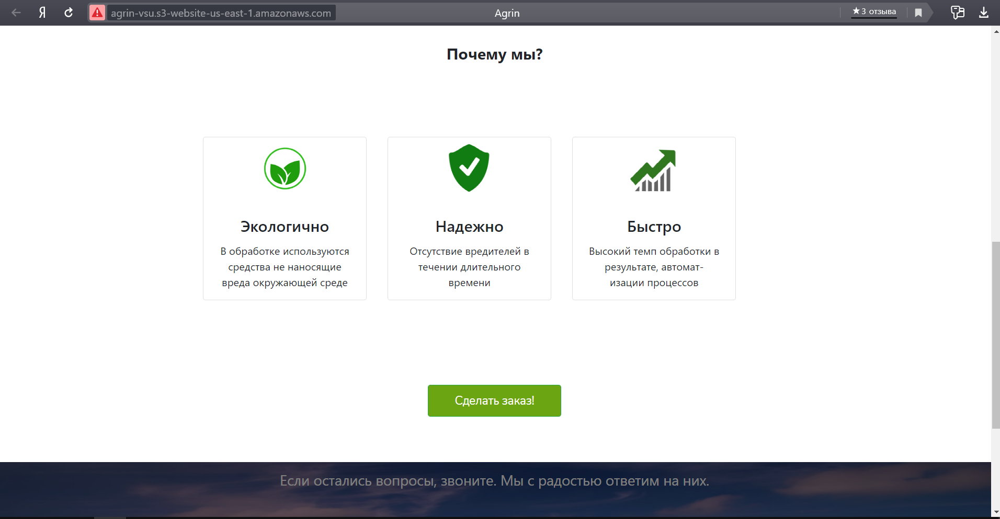 Я
agrin-vsu.s3-website-us-east-1.amazonaws.com
Agrin
★3 отзыва
Почему мы?
Экологично
В обработке используются
средства не наносящие
вреда окружающей среде
Надежно
Отсутствие вредителей в
течении длительного
времени
Быстро
Высокий темп обработки в
результате, автомат-
изации процессов
Сделать заказ!
Если остались вопросы, звоните. Мы с радостью ответим на них.